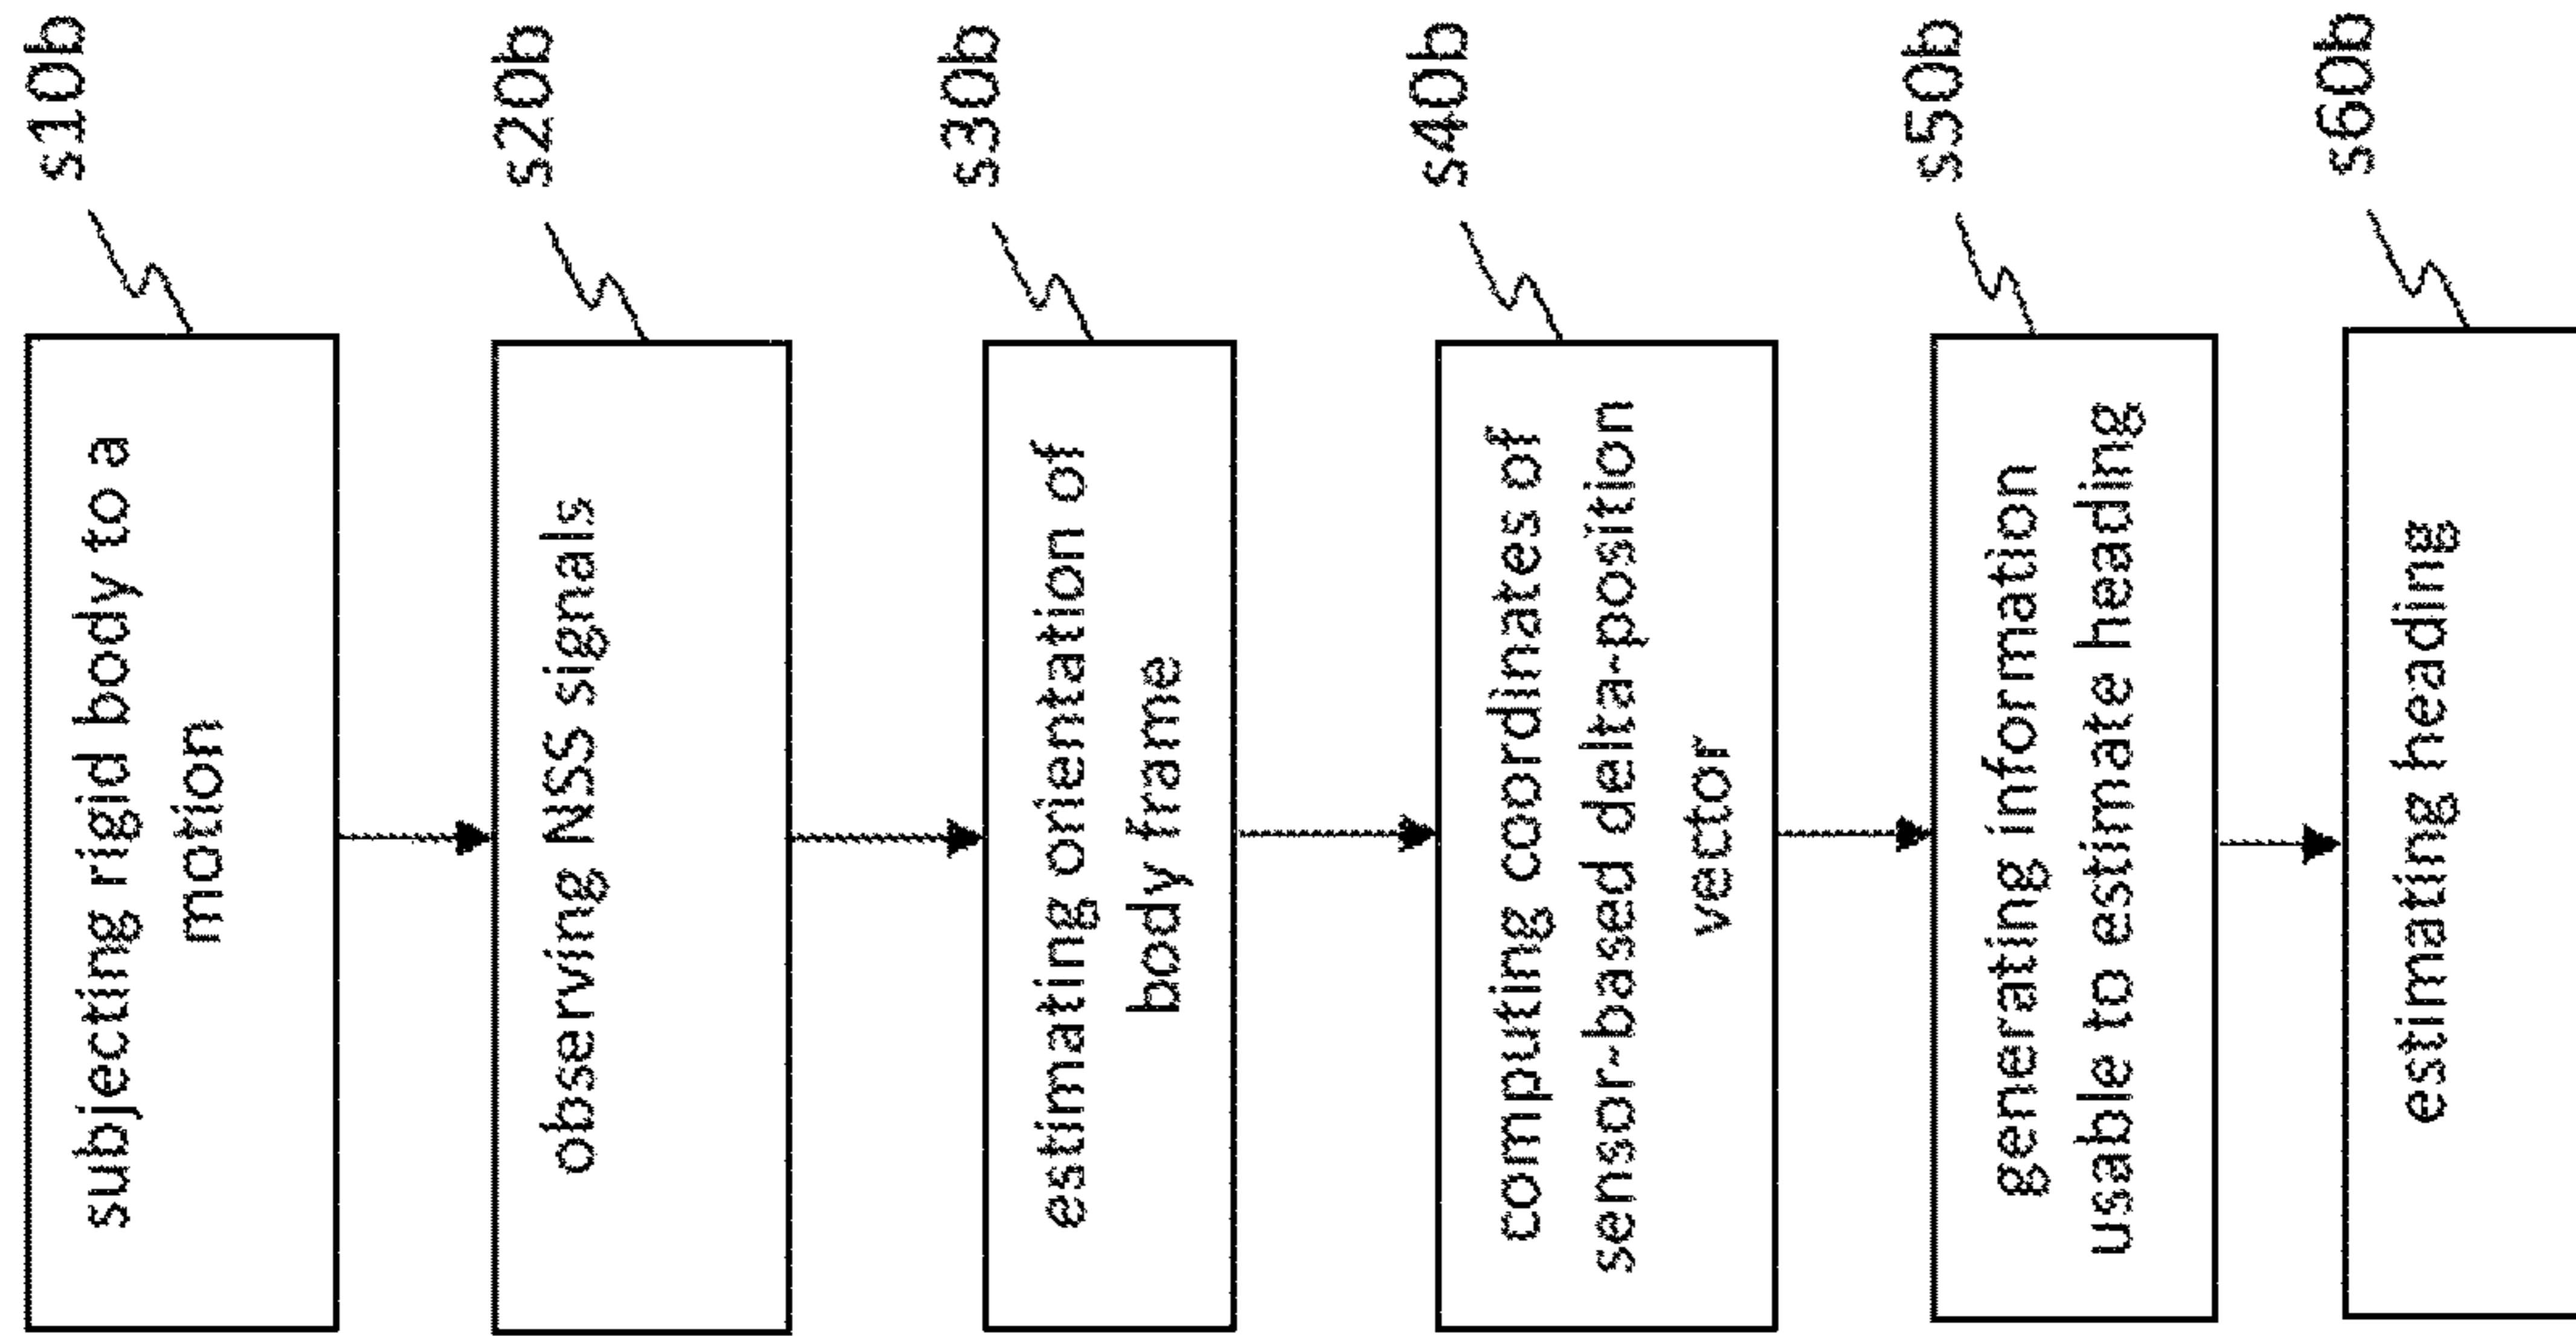 s10b
subjecting rigid body to a
motion
s20b
observing NSS signals
s30b
estimating orientation of
body frame
s40b
computing coordinates of
sensor-based delta-position
vector
s50b
generating information
usable to estimate heading
s60b
estimating heading